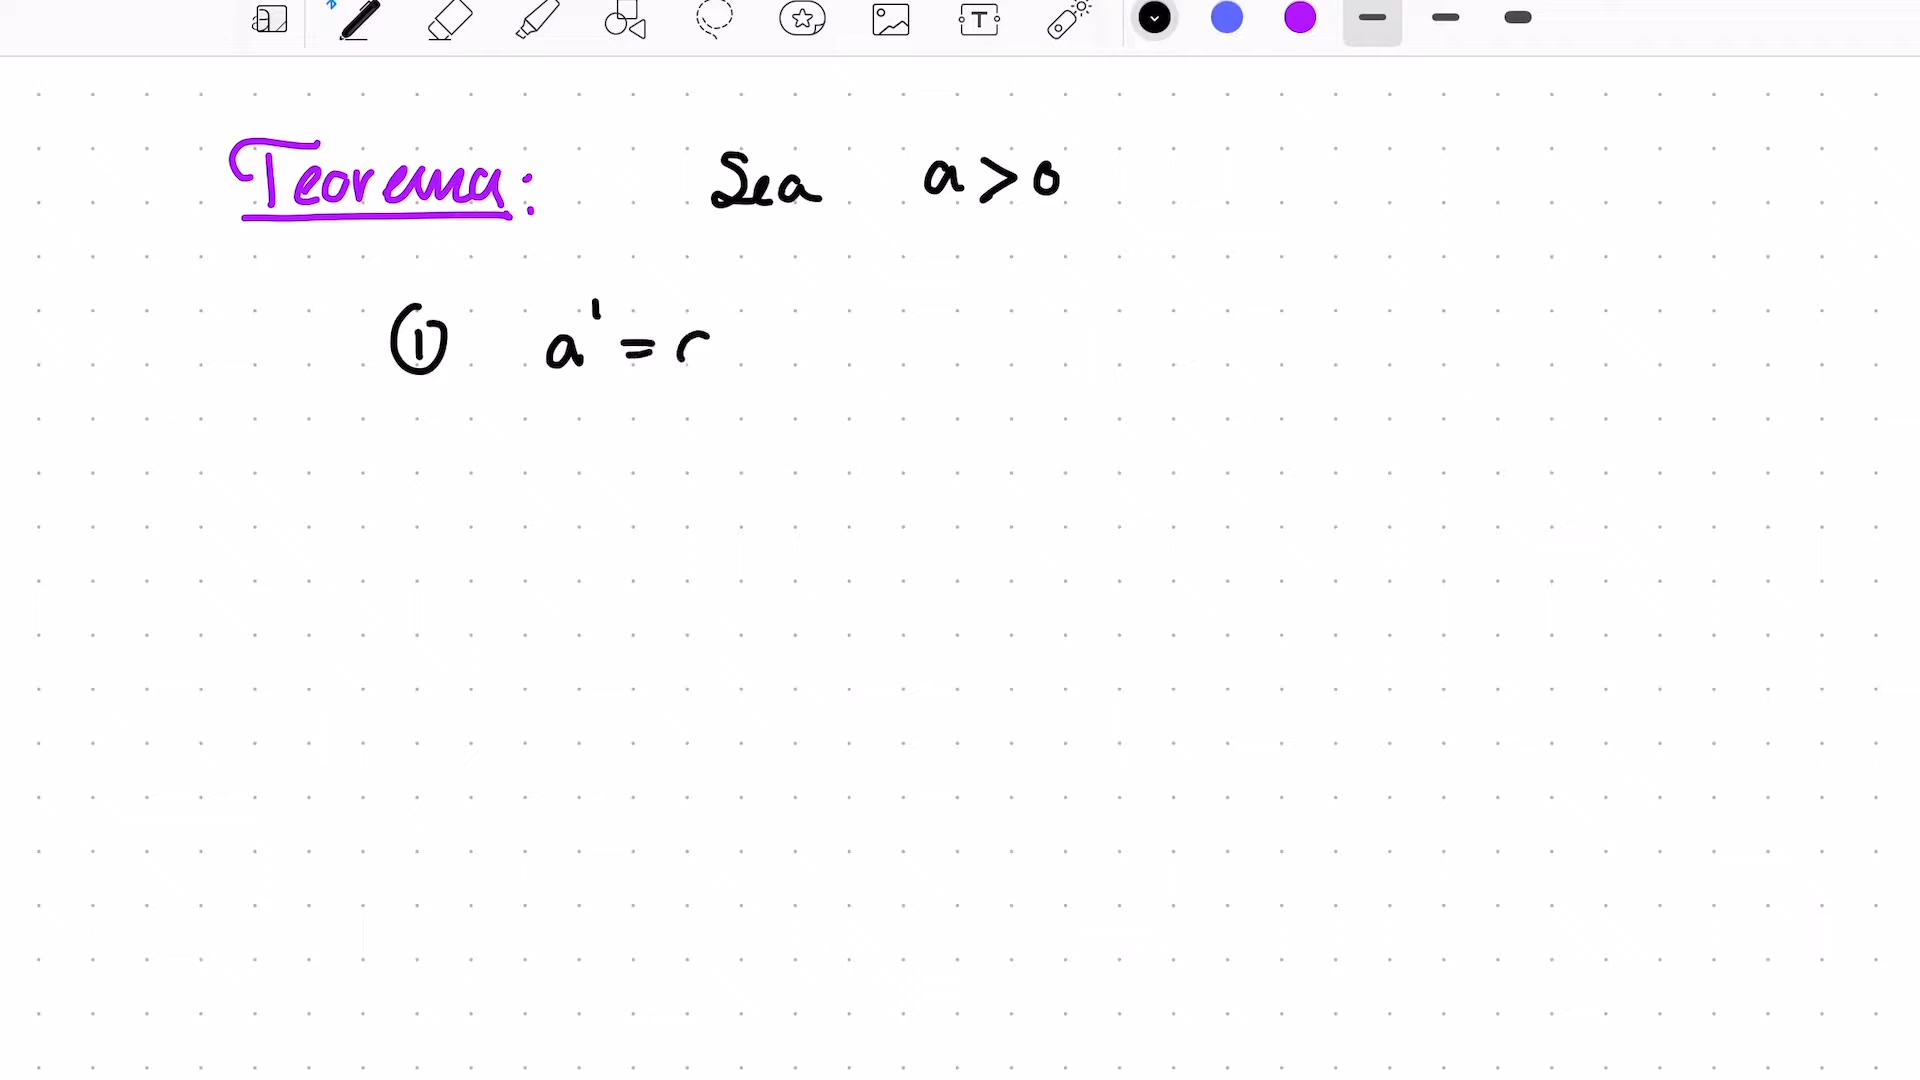 Teorema: Sea a > 0
① a¹ =